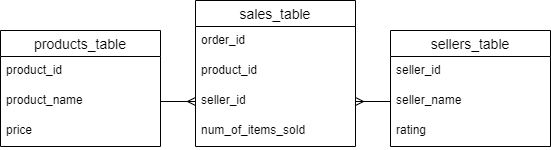 products_table
product_id
product_name
price
sales_table
order_id
product_id
seller_id
num_of_items_sold
sellers_table
seller_id
seller_name
rating